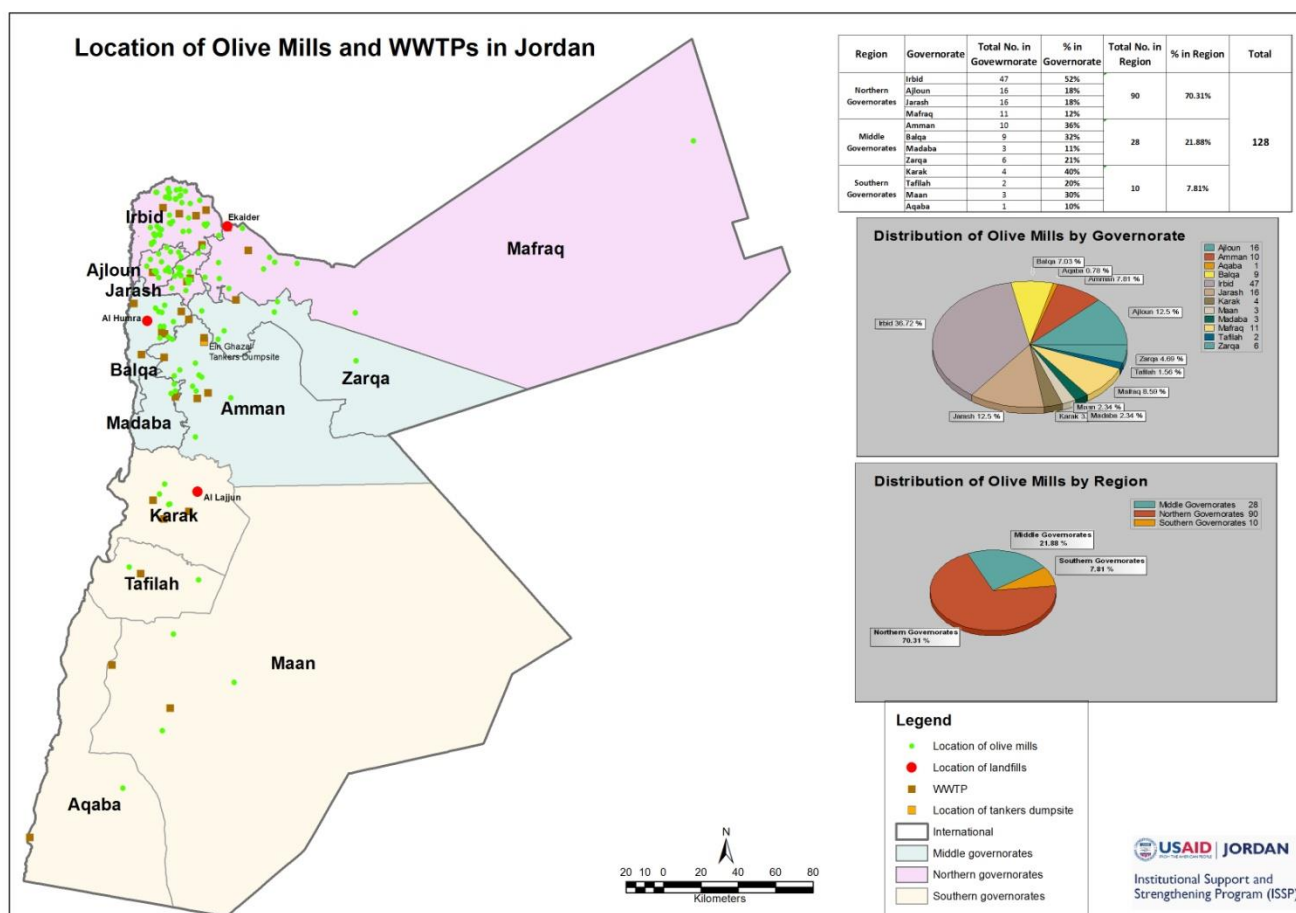 Location of Olive Mills and WWTPs in Jordan
Region Governorate Total No. in Govewrnorate % in Governorate Total No. in Region % in Region Total
Northern Governorates
Irbid 47 52%
Ajloun 16 18%
Jarash 16 18%
Mafraq 11 12%
90 70.31%
Middle Governorates
Amman 10 36%
Balqa 9 32%
Madaba 3 11%
Zarqa 6 21%
28 21.88%
Southern Governorates
Karak 4 40%
Tafilah 2 20%
Maan 3 30%
Aqaba 1 10%
10 7.81%
128
Irbid
Ekaider
Mafraq
Ajloun
Jarash
Al Humra
Ein Ghazal
Tankers Dumpsite
Balqa
Zarqa
Amman
Madaba
Al Lajjun
Karak
Tafilah
Maan
Aqaba
Distribution of Olive Mills by Governorate
Balqa 7.03 %
Aqaba 0.78 %
Amman 7.81 %
Irbid 36.72 %
Ajloun 12.5 %
Zarqa 4.69 %
Tafilah 1.56 %
Mafraq 8.59 %
Maan 2.34 %
Madaba 2.34 %
Karak 3.
Jarash 12.5 %
Ajloun 16
Amman 10
Aqaba 1
Balqa 9
Irbid 47
Jarash 16
Karak 4
Maan 3
Madaba 3
Mafraq 11
Tafilah 2
Zarqa 6
Distribution of Olive Mills by Region
Middle Governorates 28
Northern Governorates 90
Southern Governorates 10
Middle Governorates
21.88 %
Southern Governorates
7.81 %
Northern Governorates
70.31 %
Legend
Location of olive mills
Location of landfills
WWTP
Location of tankers dumpsite
International
Middle governorates
Northern governorates
Southern governorates
N
20 10 0 20 40 60 80
Kilometers
USAID | JORDAN
FROM THE AMERICAN PEOPLE
Institutional Support and
Strengthening Program (ISSP)